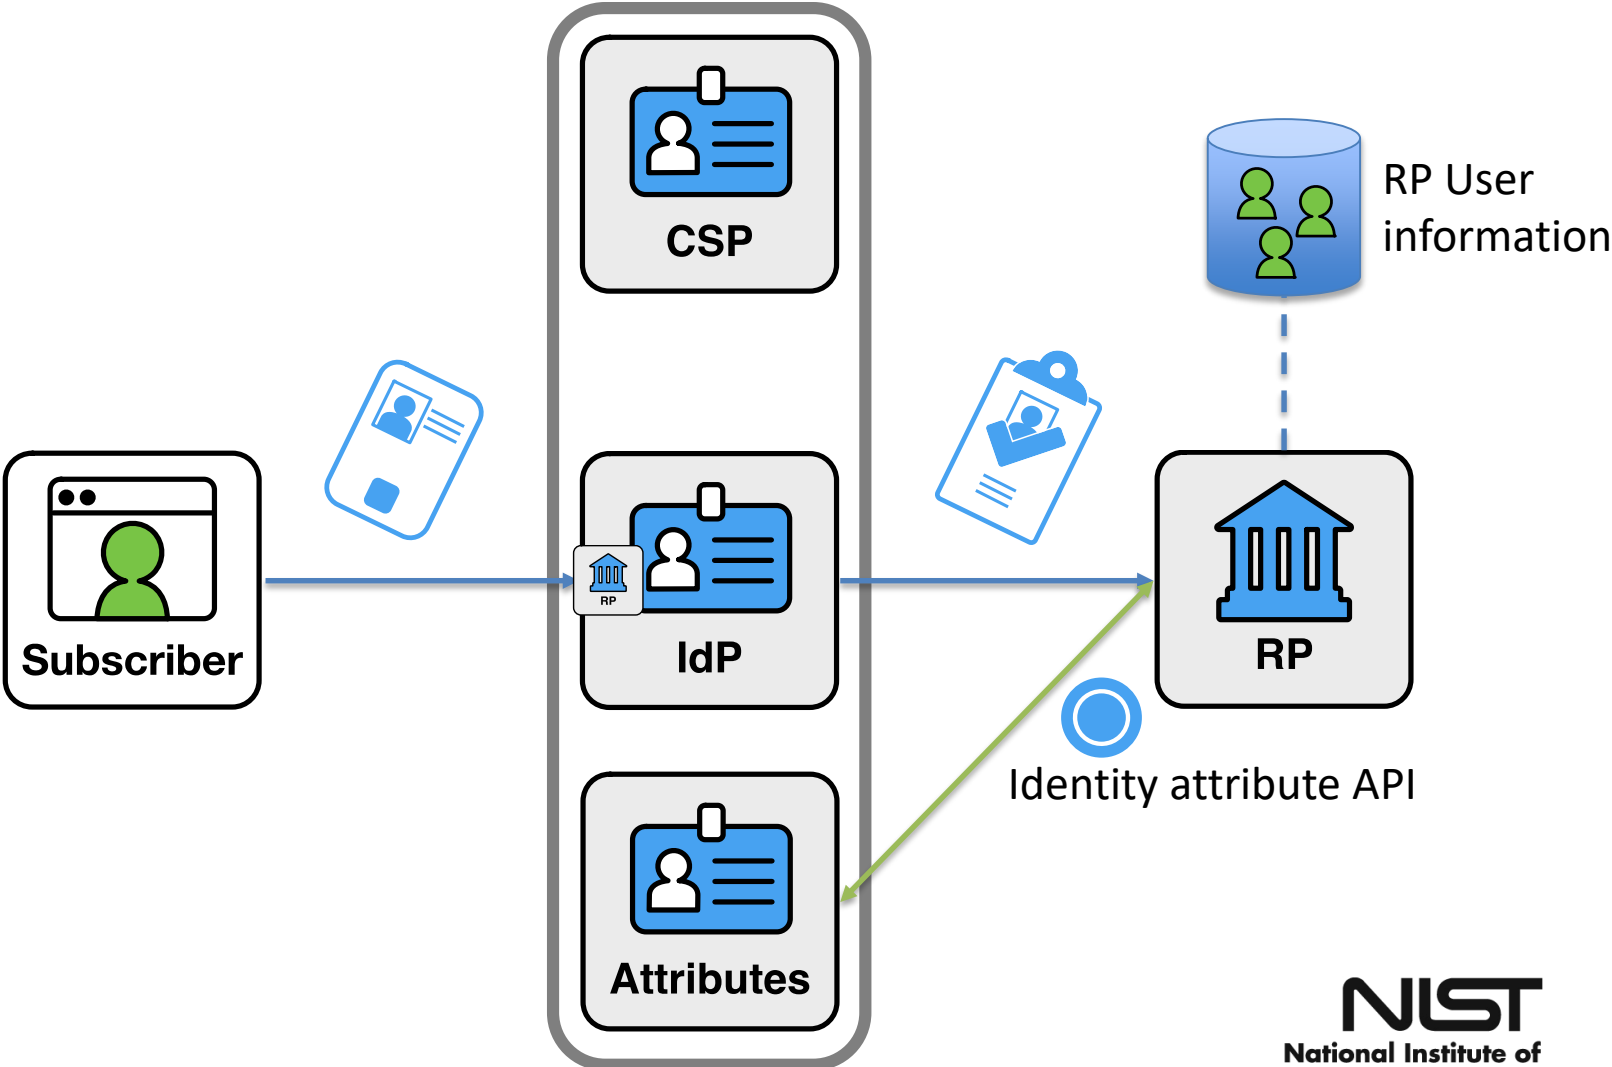 CSP
RP User
information
RP
IdP
Subscriber
RP
Identity attribute API
Attributes
NIST
National Institute of